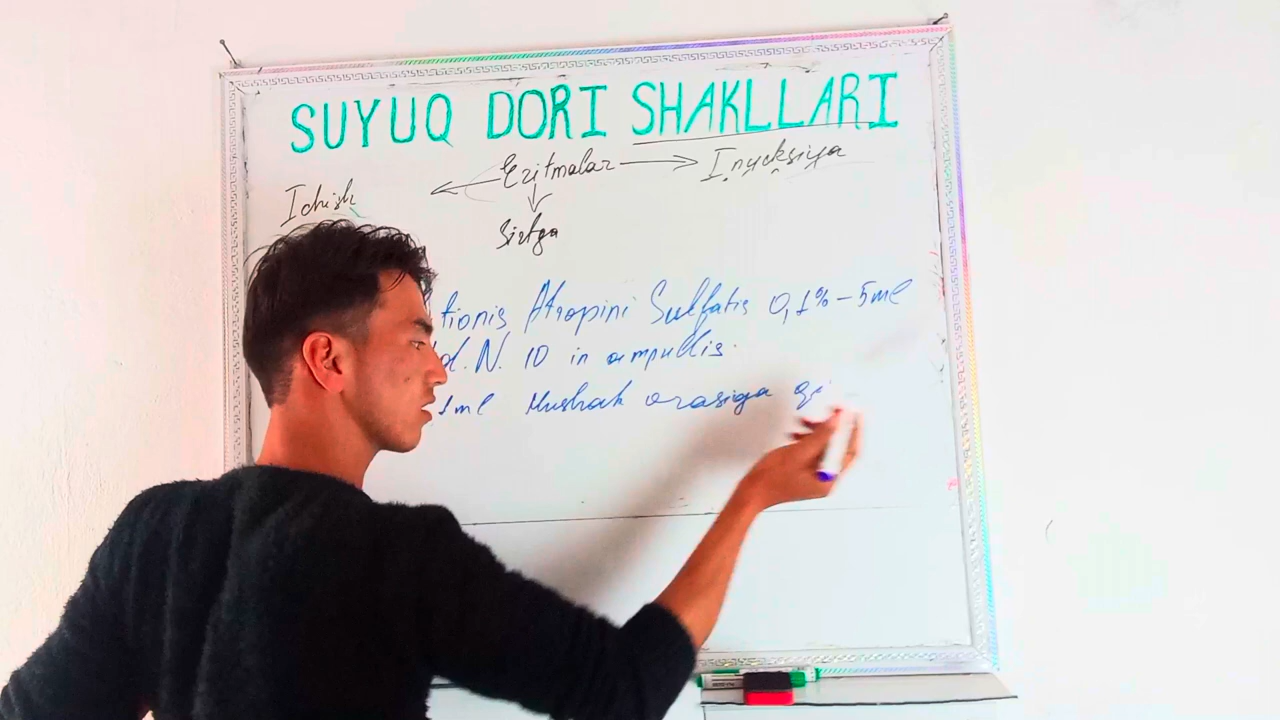 SUYUQ DORI SHAKLLARI
Eritmalar Inyeksiya
Ichish
Sirtga
tionis Atropini Sulfatis 0,1% - 5ml
d. N. 10 in ampullis.
1ml Mushak orasiga